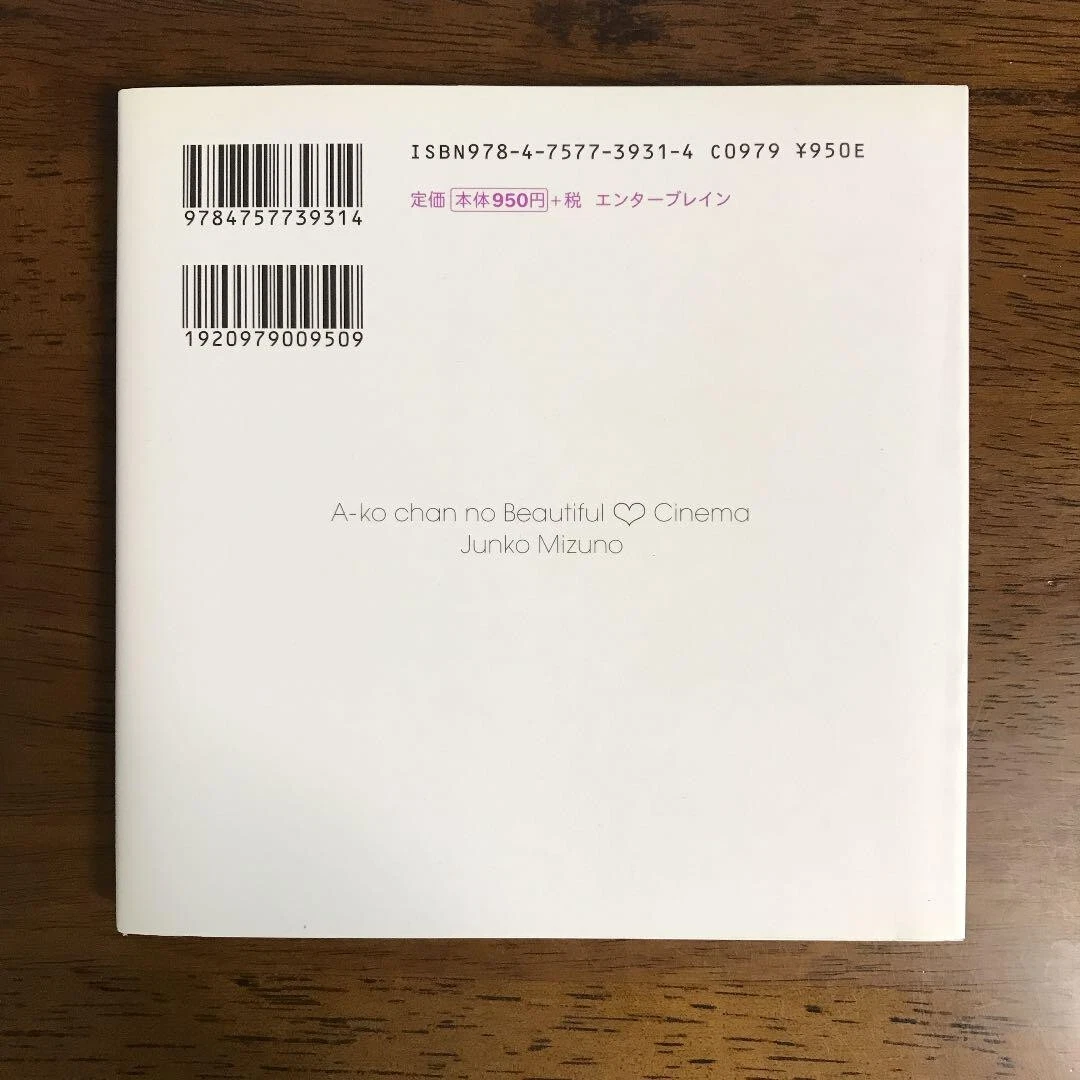 ISBN978-4-7577-3931-4 C0979 ¥950E
9784757739314
定価 本体950円+税 エンターブレイン
1920979009509
A-ko chan no Beautiful ♡ Cinema
Junko Mizuno